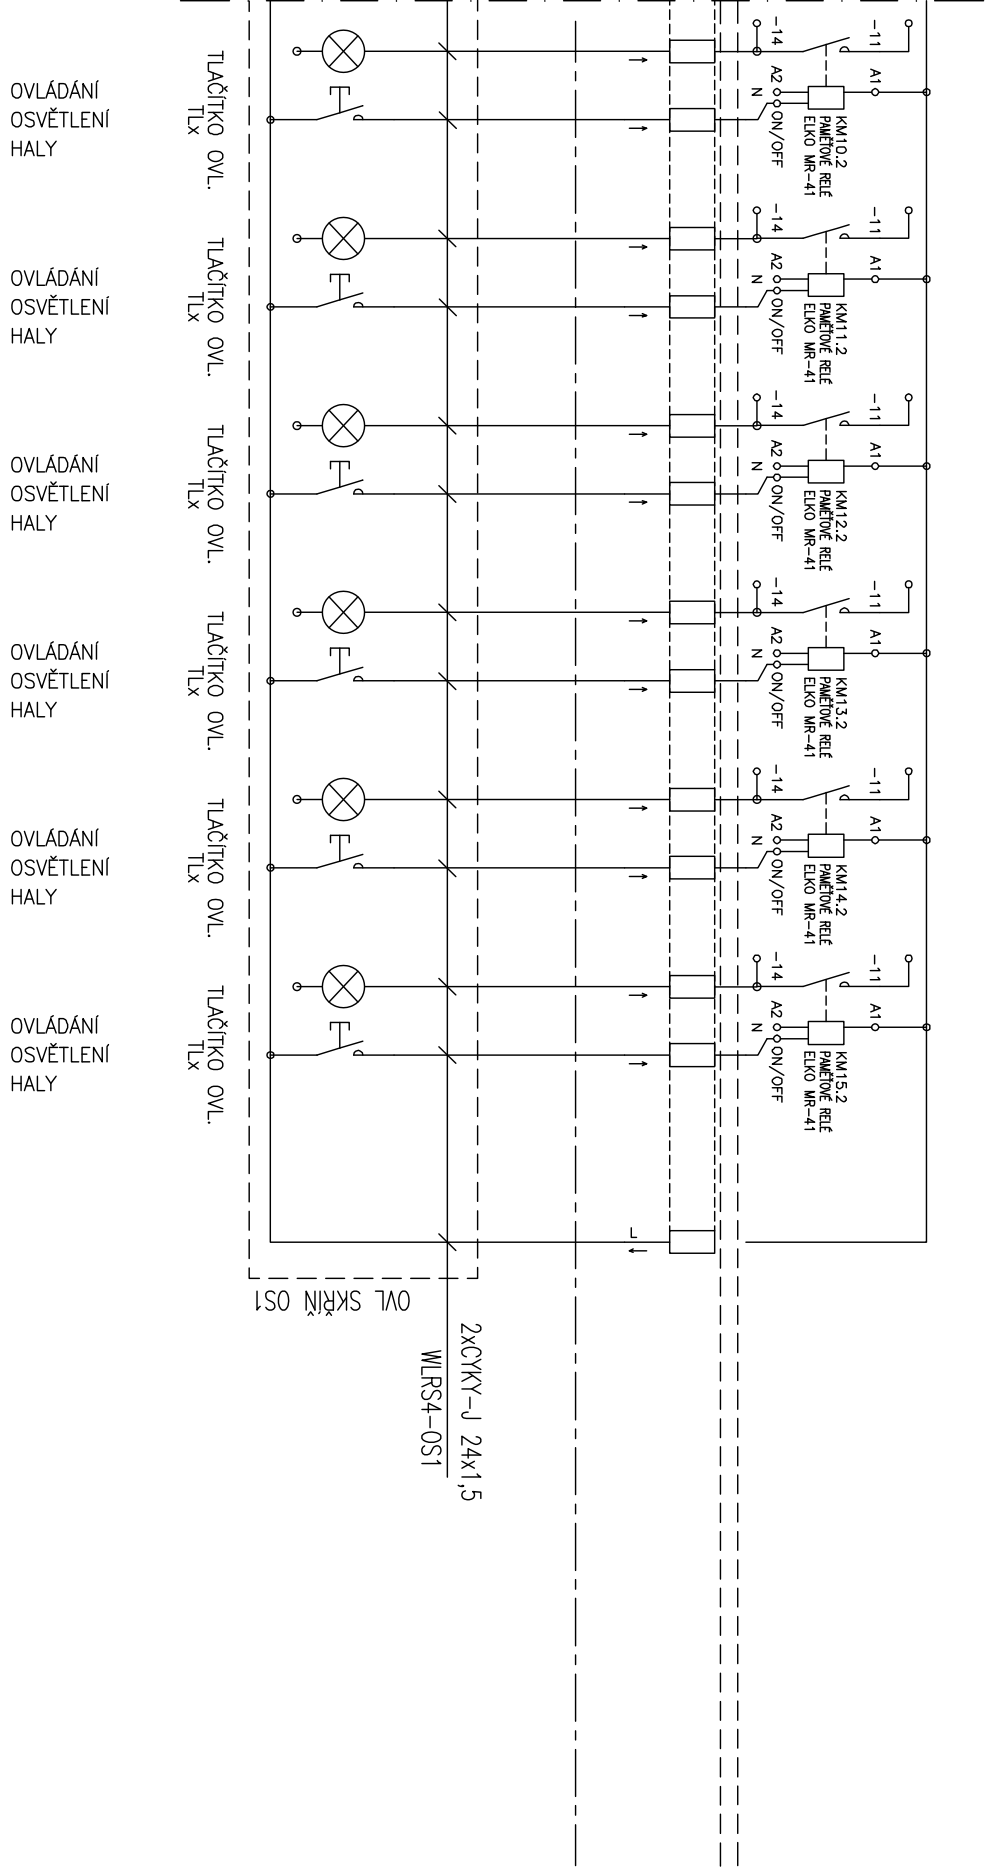 -14
-11
A2
A1
N
ON/OFF
KM10.2
PAMĚŤOVÉ RELÉ
ELKO MR-41
TLAČÍTKO OVL.
TLx
OVLÁDÁNÍ
OSVĚTLENÍ
HALY
-14
-11
A2
A1
N
ON/OFF
KM11.2
PAMĚŤOVÉ RELÉ
ELKO MR-41
TLAČÍTKO OVL.
TLx
OVLÁDÁNÍ
OSVĚTLENÍ
HALY
-14
-11
A2
A1
N
ON/OFF
KM12.2
PAMĚŤOVÉ RELÉ
ELKO MR-41
TLAČÍTKO OVL.
TLx
OVLÁDÁNÍ
OSVĚTLENÍ
HALY
-14
-11
A2
A1
N
ON/OFF
KM13.2
PAMĚŤOVÉ RELÉ
ELKO MR-41
TLAČÍTKO OVL.
TLx
OVLÁDÁNÍ
OSVĚTLENÍ
HALY
-14
-11
A2
A1
N
ON/OFF
KM14.2
PAMĚŤOVÉ RELÉ
ELKO MR-41
TLAČÍTKO OVL.
TLx
OVLÁDÁNÍ
OSVĚTLENÍ
HALY
-14
-11
A2
A1
N
ON/OFF
KM15.2
PAMĚŤOVÉ RELÉ
ELKO MR-41
TLAČÍTKO OVL.
TLx
OVLÁDÁNÍ
OSVĚTLENÍ
HALY
L
OVL SKŘÍŇ OS1
2xCYKY-J 24x1,5
WLRS4-OS1